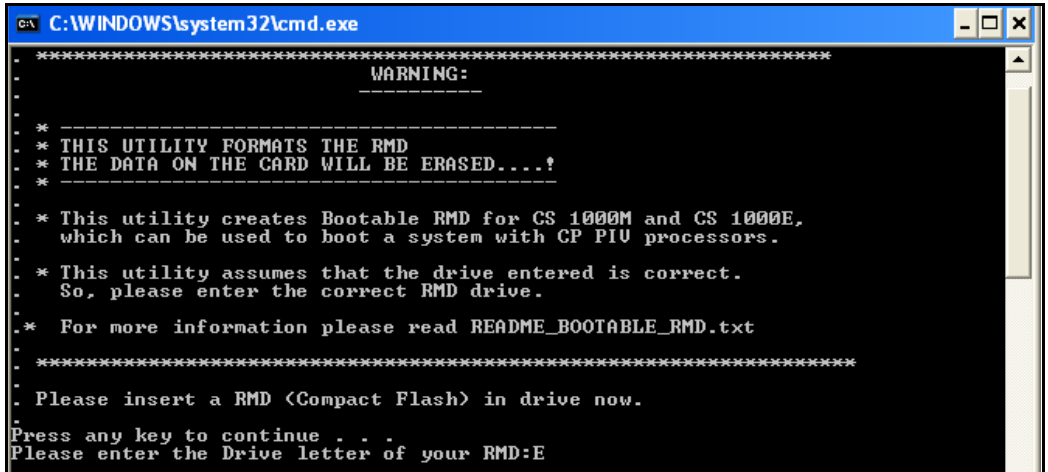 C:\WINDOWS\system32\cmd.exe
. ****************************************************************
. WARNING:
. ----------
.
.
. * ----------------------------------------
. * THIS UTILITY FORMATS THE RMD
. * THE DATA ON THE CARD WILL BE ERASED....!
. * ----------------------------------------
.
. * This utility creates Bootable RMD for CS 1000M and CS 1000E,
. which can be used to boot a system with CP PIV processors.
.
. * This utility assumes that the drive entered is correct.
. So, please enter the correct RMD drive.
.
.* For more information please read README_BOOTABLE_RMD.txt
.
. ******************************************************************
.
. Please insert a RMD (Compact Flash) in drive now.
.
Press any key to continue . . .
Please enter the Drive letter of your RMD:E